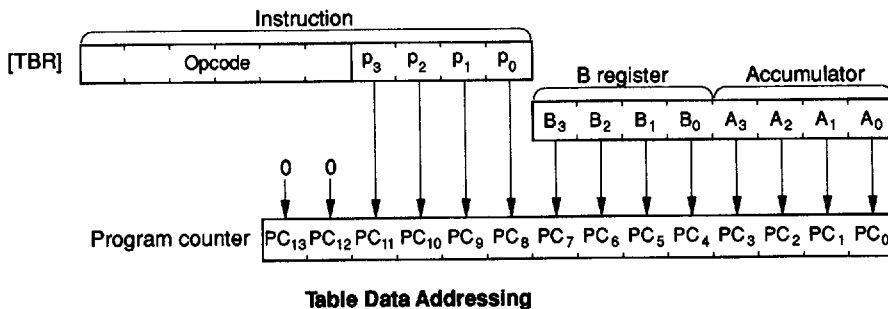 Instruction
[TBR] Opcode p3 p2 p1 p0
B register Accumulator
B3 B2 B1 B0 A3 A2 A1 A0
0 0
Program counter PC13 PC12 PC11 PC10 PC9 PC8 PC7 PC6 PC5 PC4 PC3 PC2 PC1 PC0
Table Data Addressing